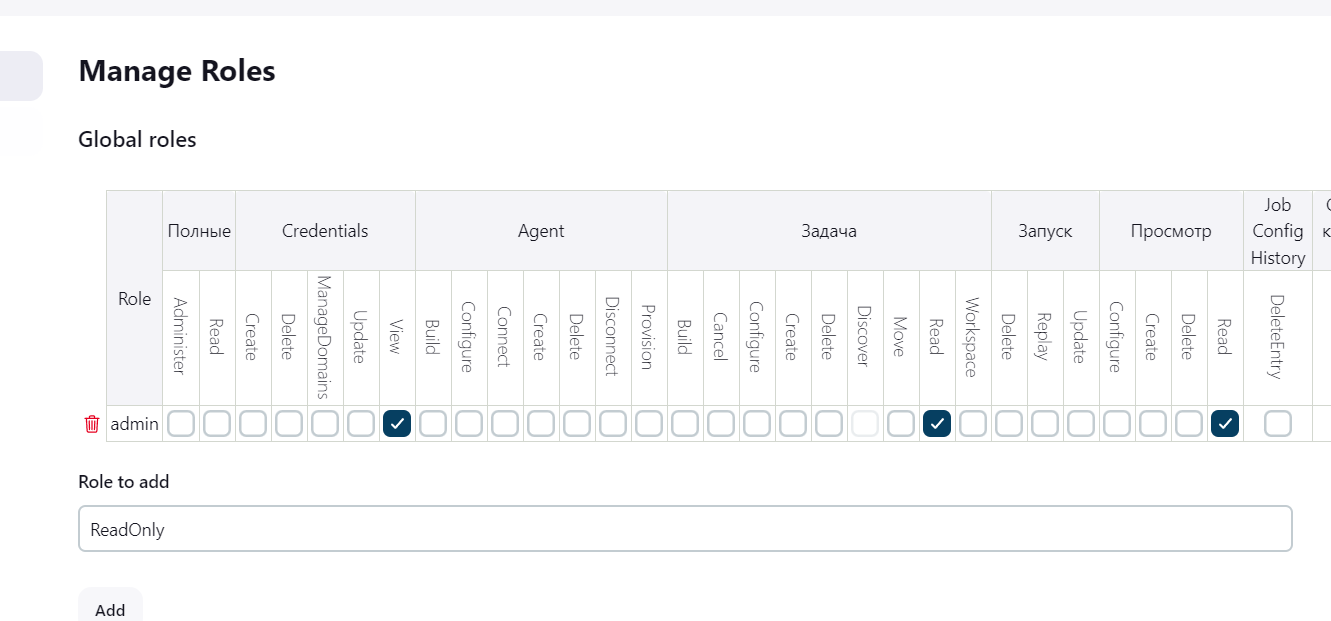 Manage Roles
Global roles
Role
Полные
Credentials
Agent
Задача
Запуск
Просмотр
Job
Config
History
Administer
Read
Create
Delete
ManageDomains
Update
View
Build
Configure
Connect
Create
Delete
Disconnect
Provision
Build
Cancel
Configure
Create
Delete
Discover
Move
Read
Workspace
Delete
Replay
Update
Configure
Create
Delete
Read
DeleteEntry
admin
Role to add
ReadOnly
Add